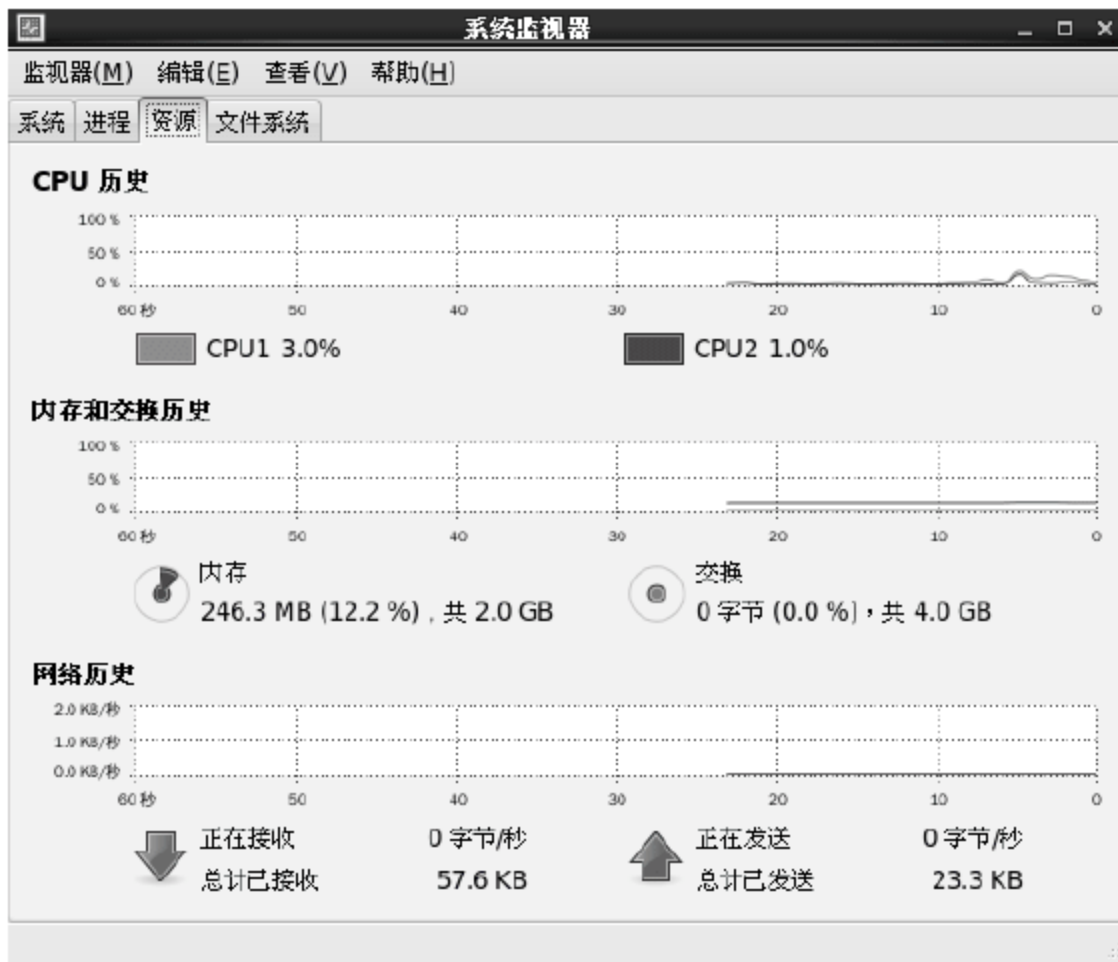 系统监视器
监视器(M) 编辑(E) 查看(V) 帮助(H)
系统 进程 资源 文件系统
CPU 历史
100 %
50 %
0 %
60 秒 50 40 30 20 10 0
CPU1 3.0% CPU2 1.0%
内存和交换历史
100 %
50 %
0 %
60 秒 50 40 30 20 10 0
内存 交换
246.3 MB (12.2 %) , 共 2.0 GB 0 字节 (0.0 %) , 共 4.0 GB
网络历史
2.0 KB/秒
1.0 KB/秒
0.0 KB/秒
60 秒 50 40 30 20 10 0
正在接收 0 字节/秒 正在发送 0 字节/秒
总计已接收 57.6 KB 总计已发送 23.3 KB